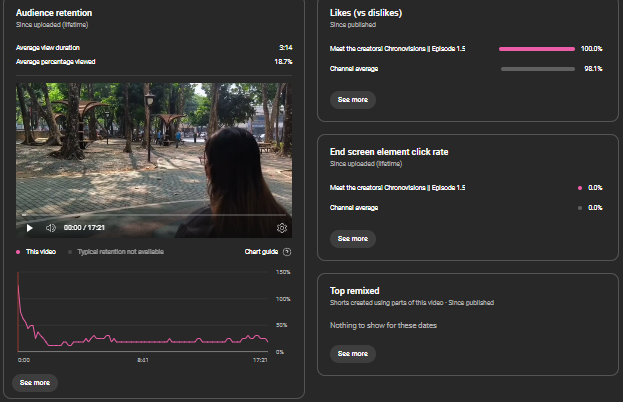 Audience retention
Since uploaded (lifetime)
Average view duration 3:14
Average percentage viewed 18.7%
00:00 / 17:21
This video
Typical retention not available
Chart guide
150%
150%
50%
0%
0:00 8:41 17:21
See more
Likes (vs dislikes)
Since published
Meet the creators! Chronovisions || Episode 1.5 100.0%
Channel average 98.1%
See more
End screen element click rate
Since uploaded (lifetime)
Meet the creators! Chronovisions || Episode 1.5 0.0%
Channel average 0.0%
See more
Top remixed
Shorts created using parts of this video · Since published
Nothing to show for these dates
See more